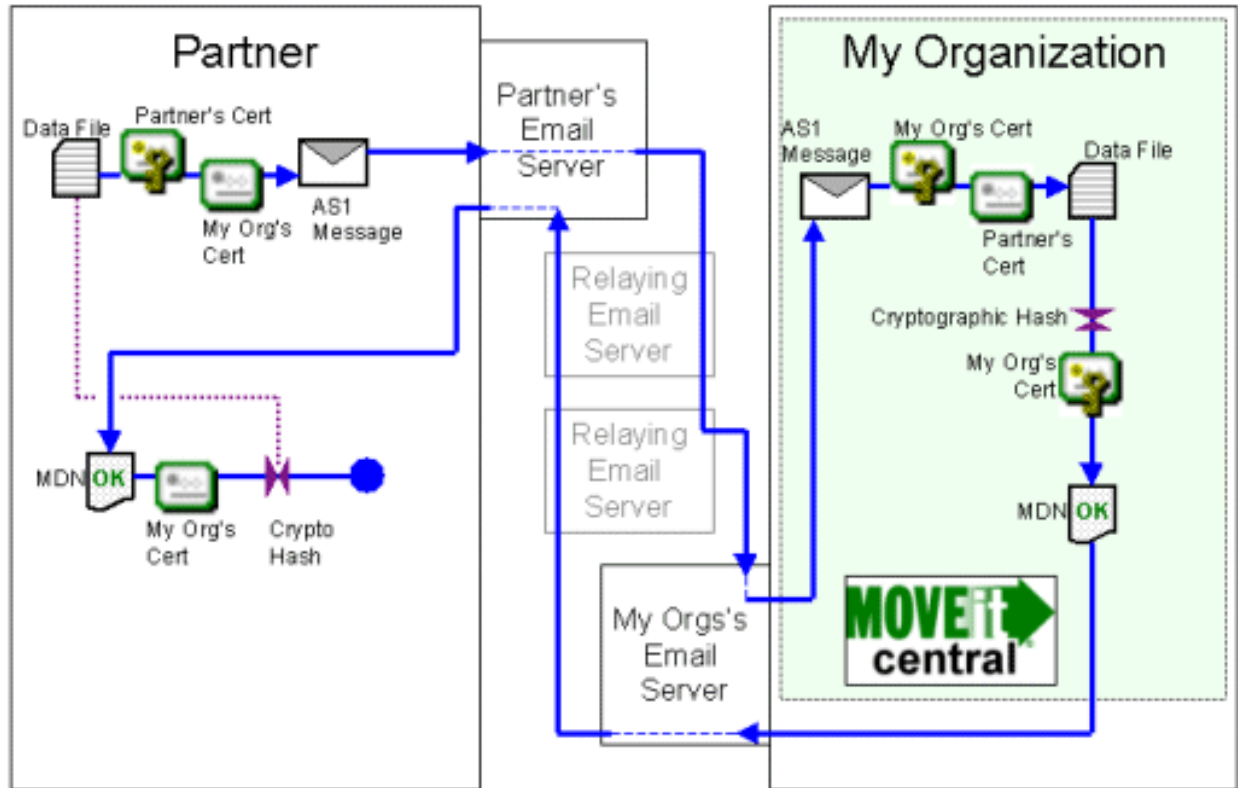 Partner
Data File
Partner's Cert
My Org's
Cert
AS1
Message
MDN
OK
My Org's
Cert
Crypto
Hash
Partner's
Email
Server
Relaying
Email
Server
Relaying
Email
Server
My Orgs's
Email
Server
My Organization
AS1
Message
My Org's Cert
Partner's
Cert
Data File
Cryptographic Hash
My Org's
Cert
MDN
OK
MOVEit
central